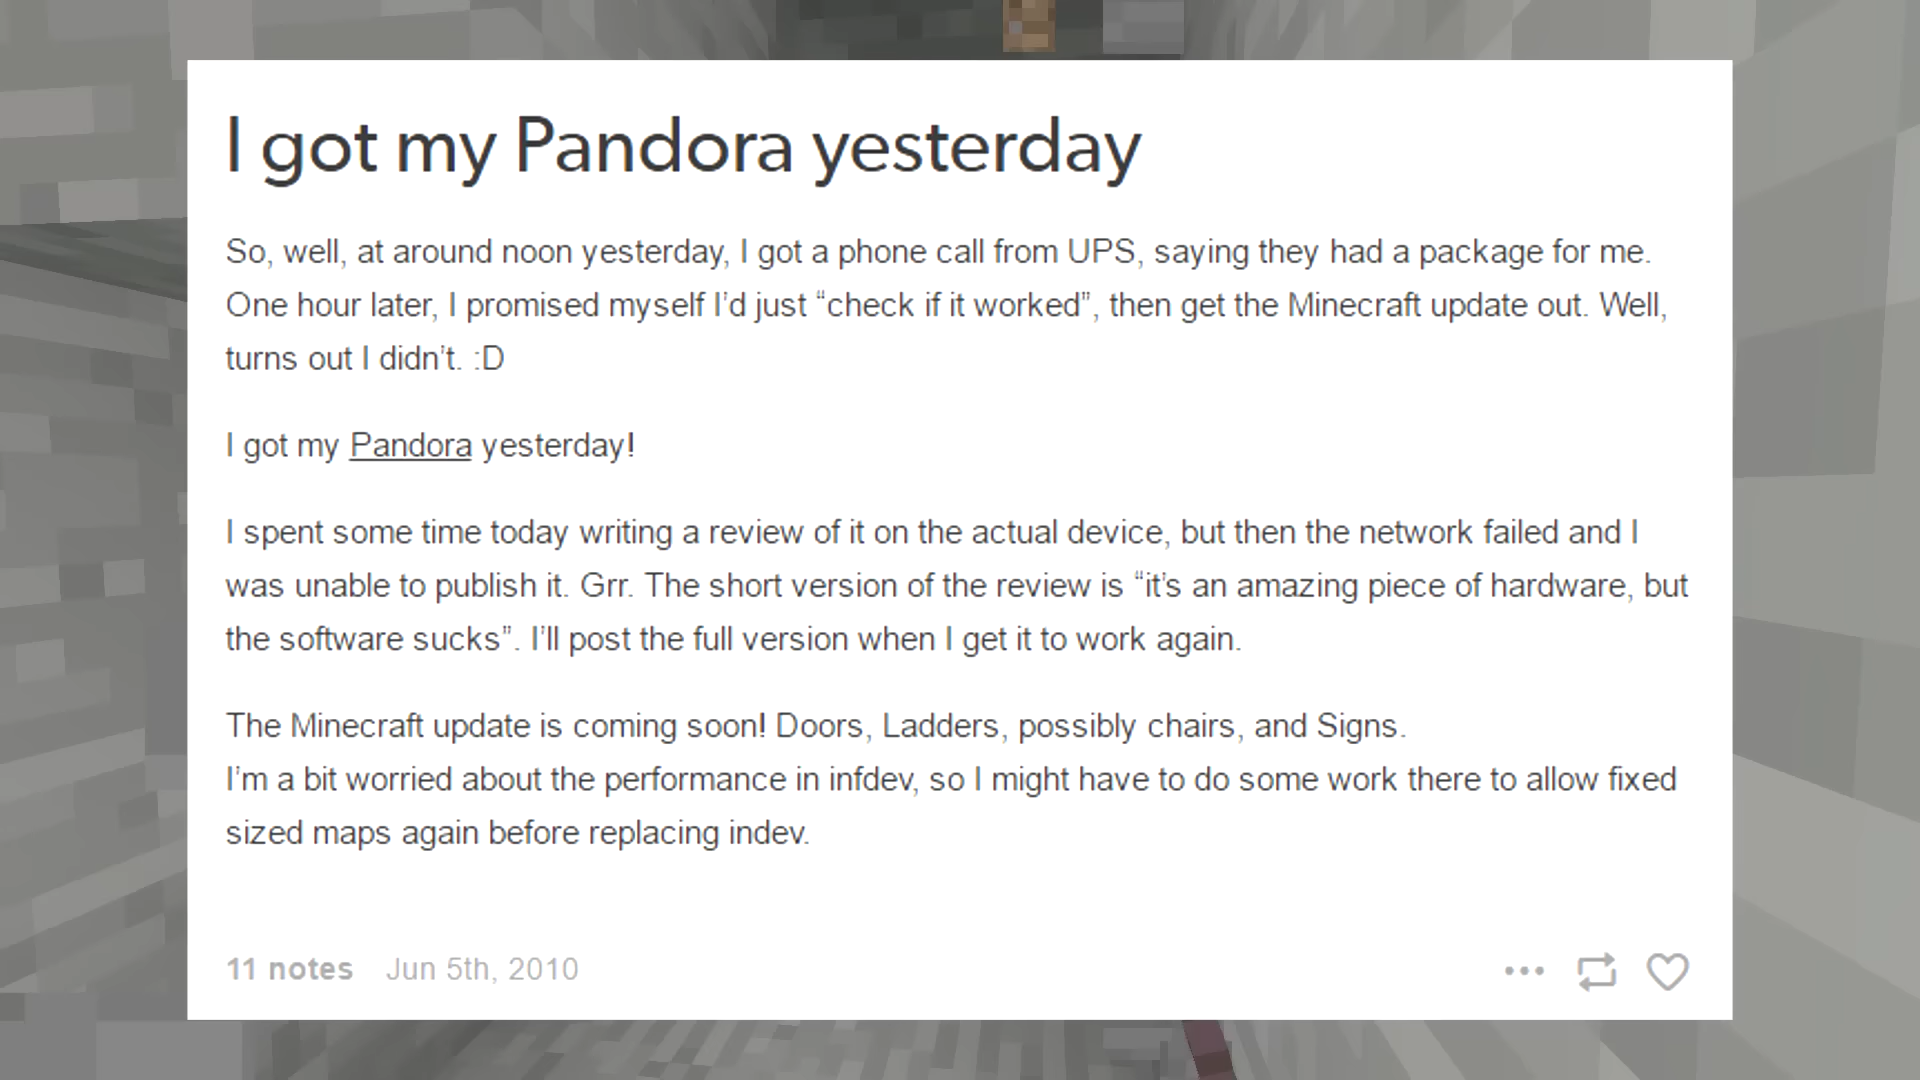 I got my Pandora yesterday
So, well, at around noon yesterday, I got a phone call from UPS, saying they had a package for me.
One hour later, I promised myself I’d just “check if it worked”, then get the Minecraft update out. Well,
turns out I didn’t. :D
I got my Pandora yesterday!
I spent some time today writing a review of it on the actual device, but then the network failed and I
was unable to publish it. Grr. The short version of the review is “it’s an amazing piece of hardware, but
the software sucks”. I’ll post the full version when I get it to work again.
The Minecraft update is coming soon! Doors, Ladders, possibly chairs, and Signs.
I’m a bit worried about the performance in infdev, so I might have to do some work there to allow fixed
sized maps again before replacing indev.
11 notes Jun 5th, 2010